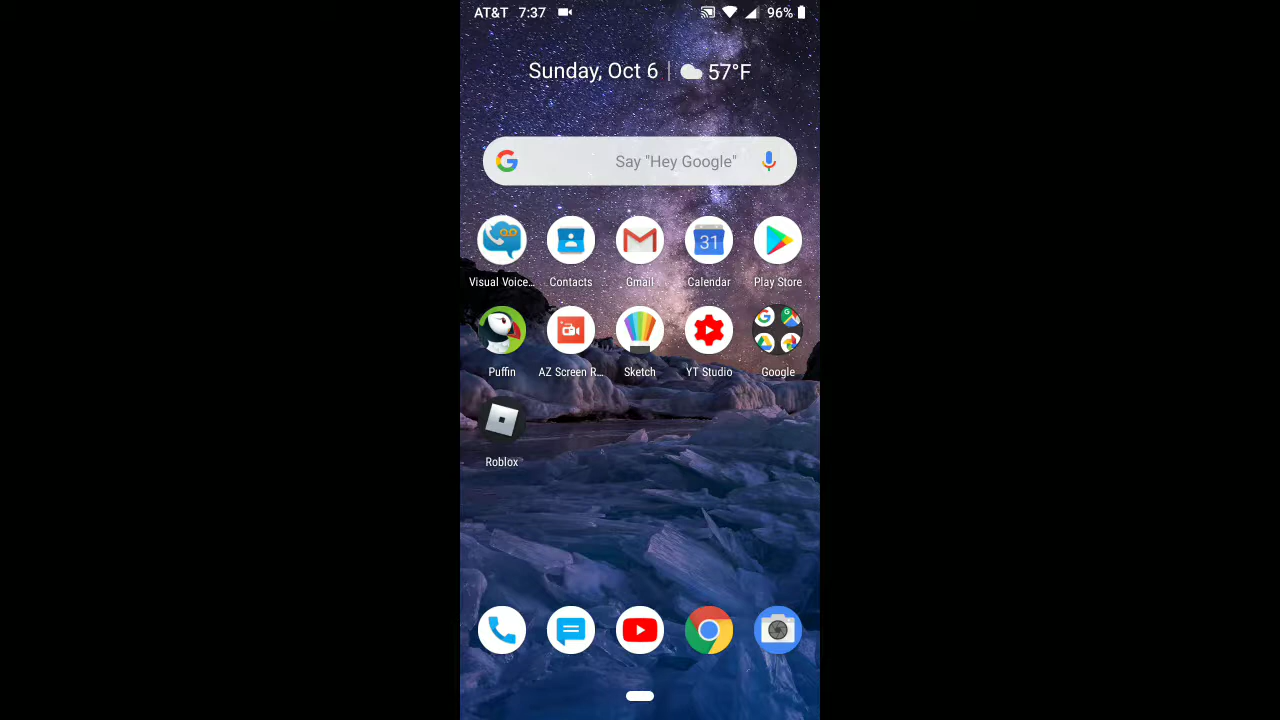 AT&T 7:37 96%
Sunday, Oct 6 57°F
Say "Hey Google"
31
Visual Voice... Contacts Gmail Calendar Play Store
Puffin AZ Screen R... Sketch YT Studio Google
Roblox